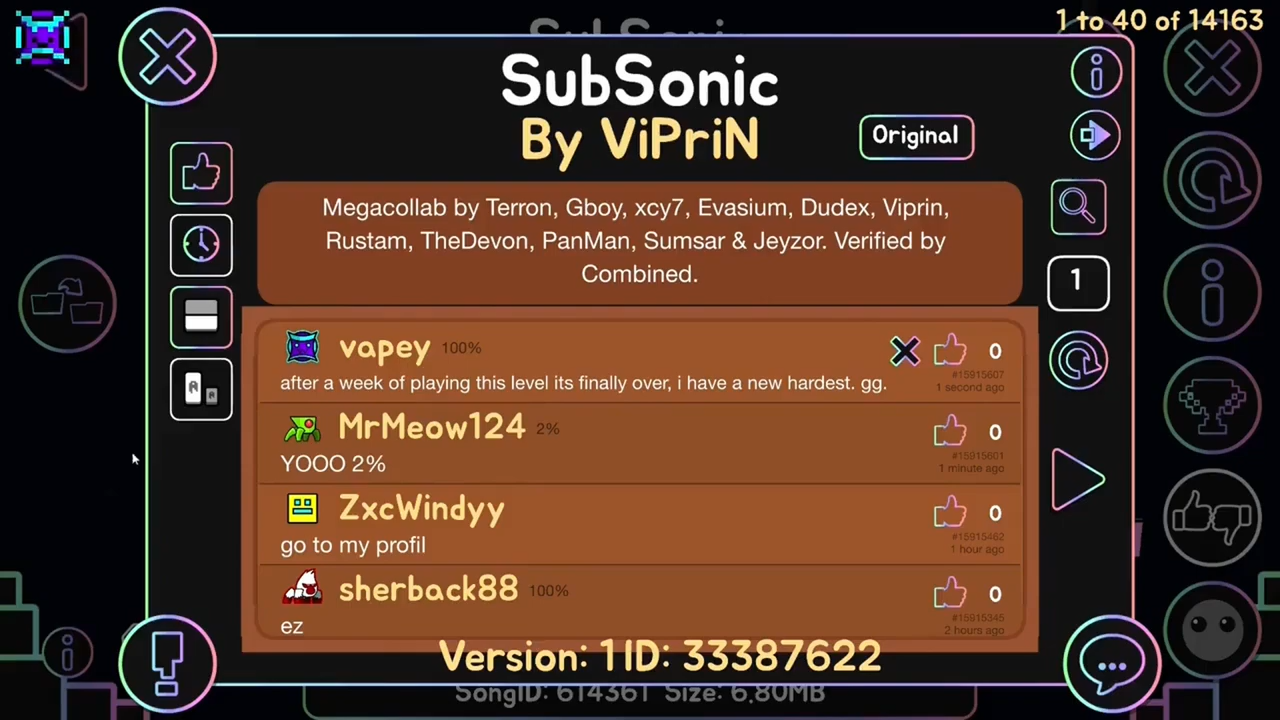 1 to 40 of 14163
SubSonic
By ViPriN
Original
Megacollab by Terron, Gboy, xcy7, Evasium, Dudex, Viprin,
Rustam, TheDevon, PanMan, Sumsar & Jeyzor. Verified by
Combined.
1
vapey 100%
0
after a week of playing this level its finally over, i have a new hardest. gg.
#15915607
1 second ago
MrMeow124 2%
0
YOOO 2%
#15915601
1 minute ago
ZxcWindyy
0
go to my profil
#15915462
1 hour ago
sherback88 100%
0
ez
#15915345
2 hours ago
Version: 1 ID: 33387622
SongID: 614361 Size: 6.80MB